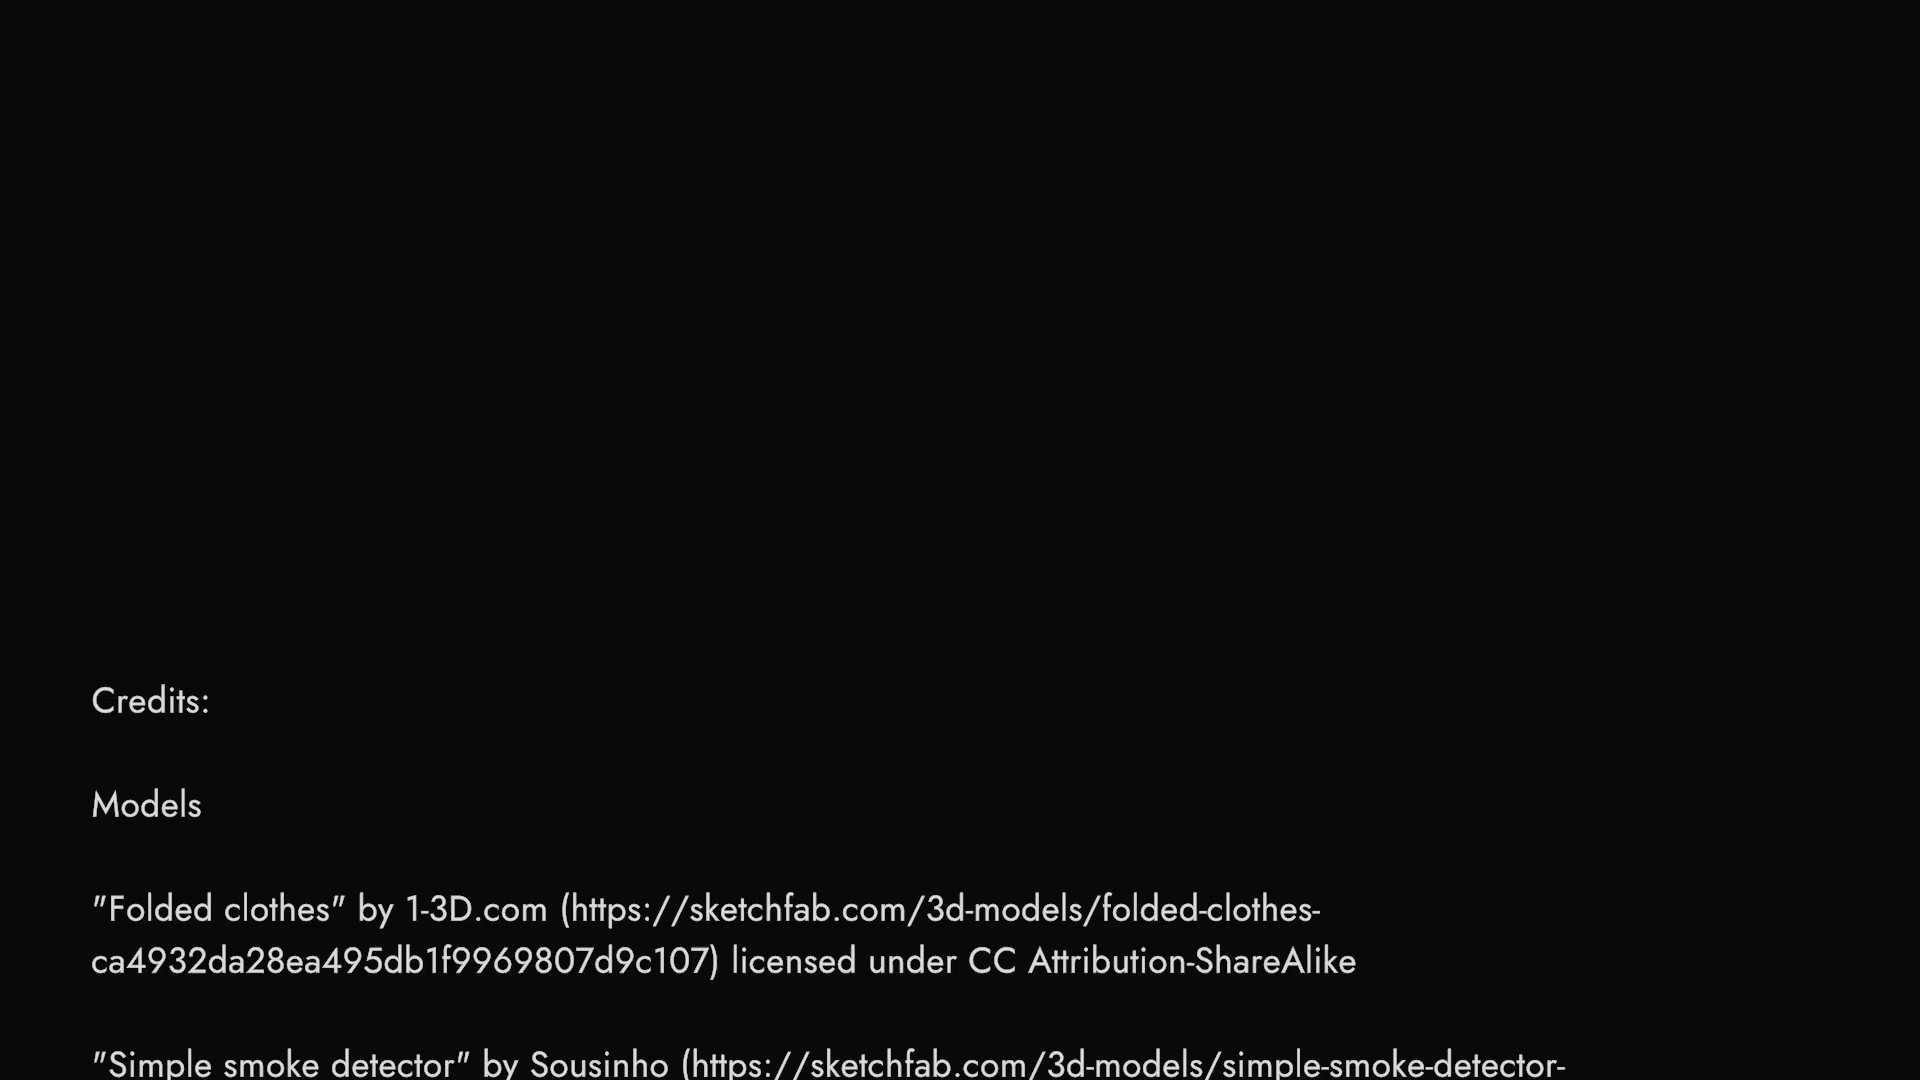 Credits:
Models
"Folded clothes" by 1-3D.com (https://sketchfab.com/3d-models/folded-clothes-
ca4932da28ea495db1f9969807d9c107) licensed under CC Attribution-ShareAlike
"Simple smoke detector" by Sousinho (https://sketchfab.com/3d-models/simple-smoke-detector-